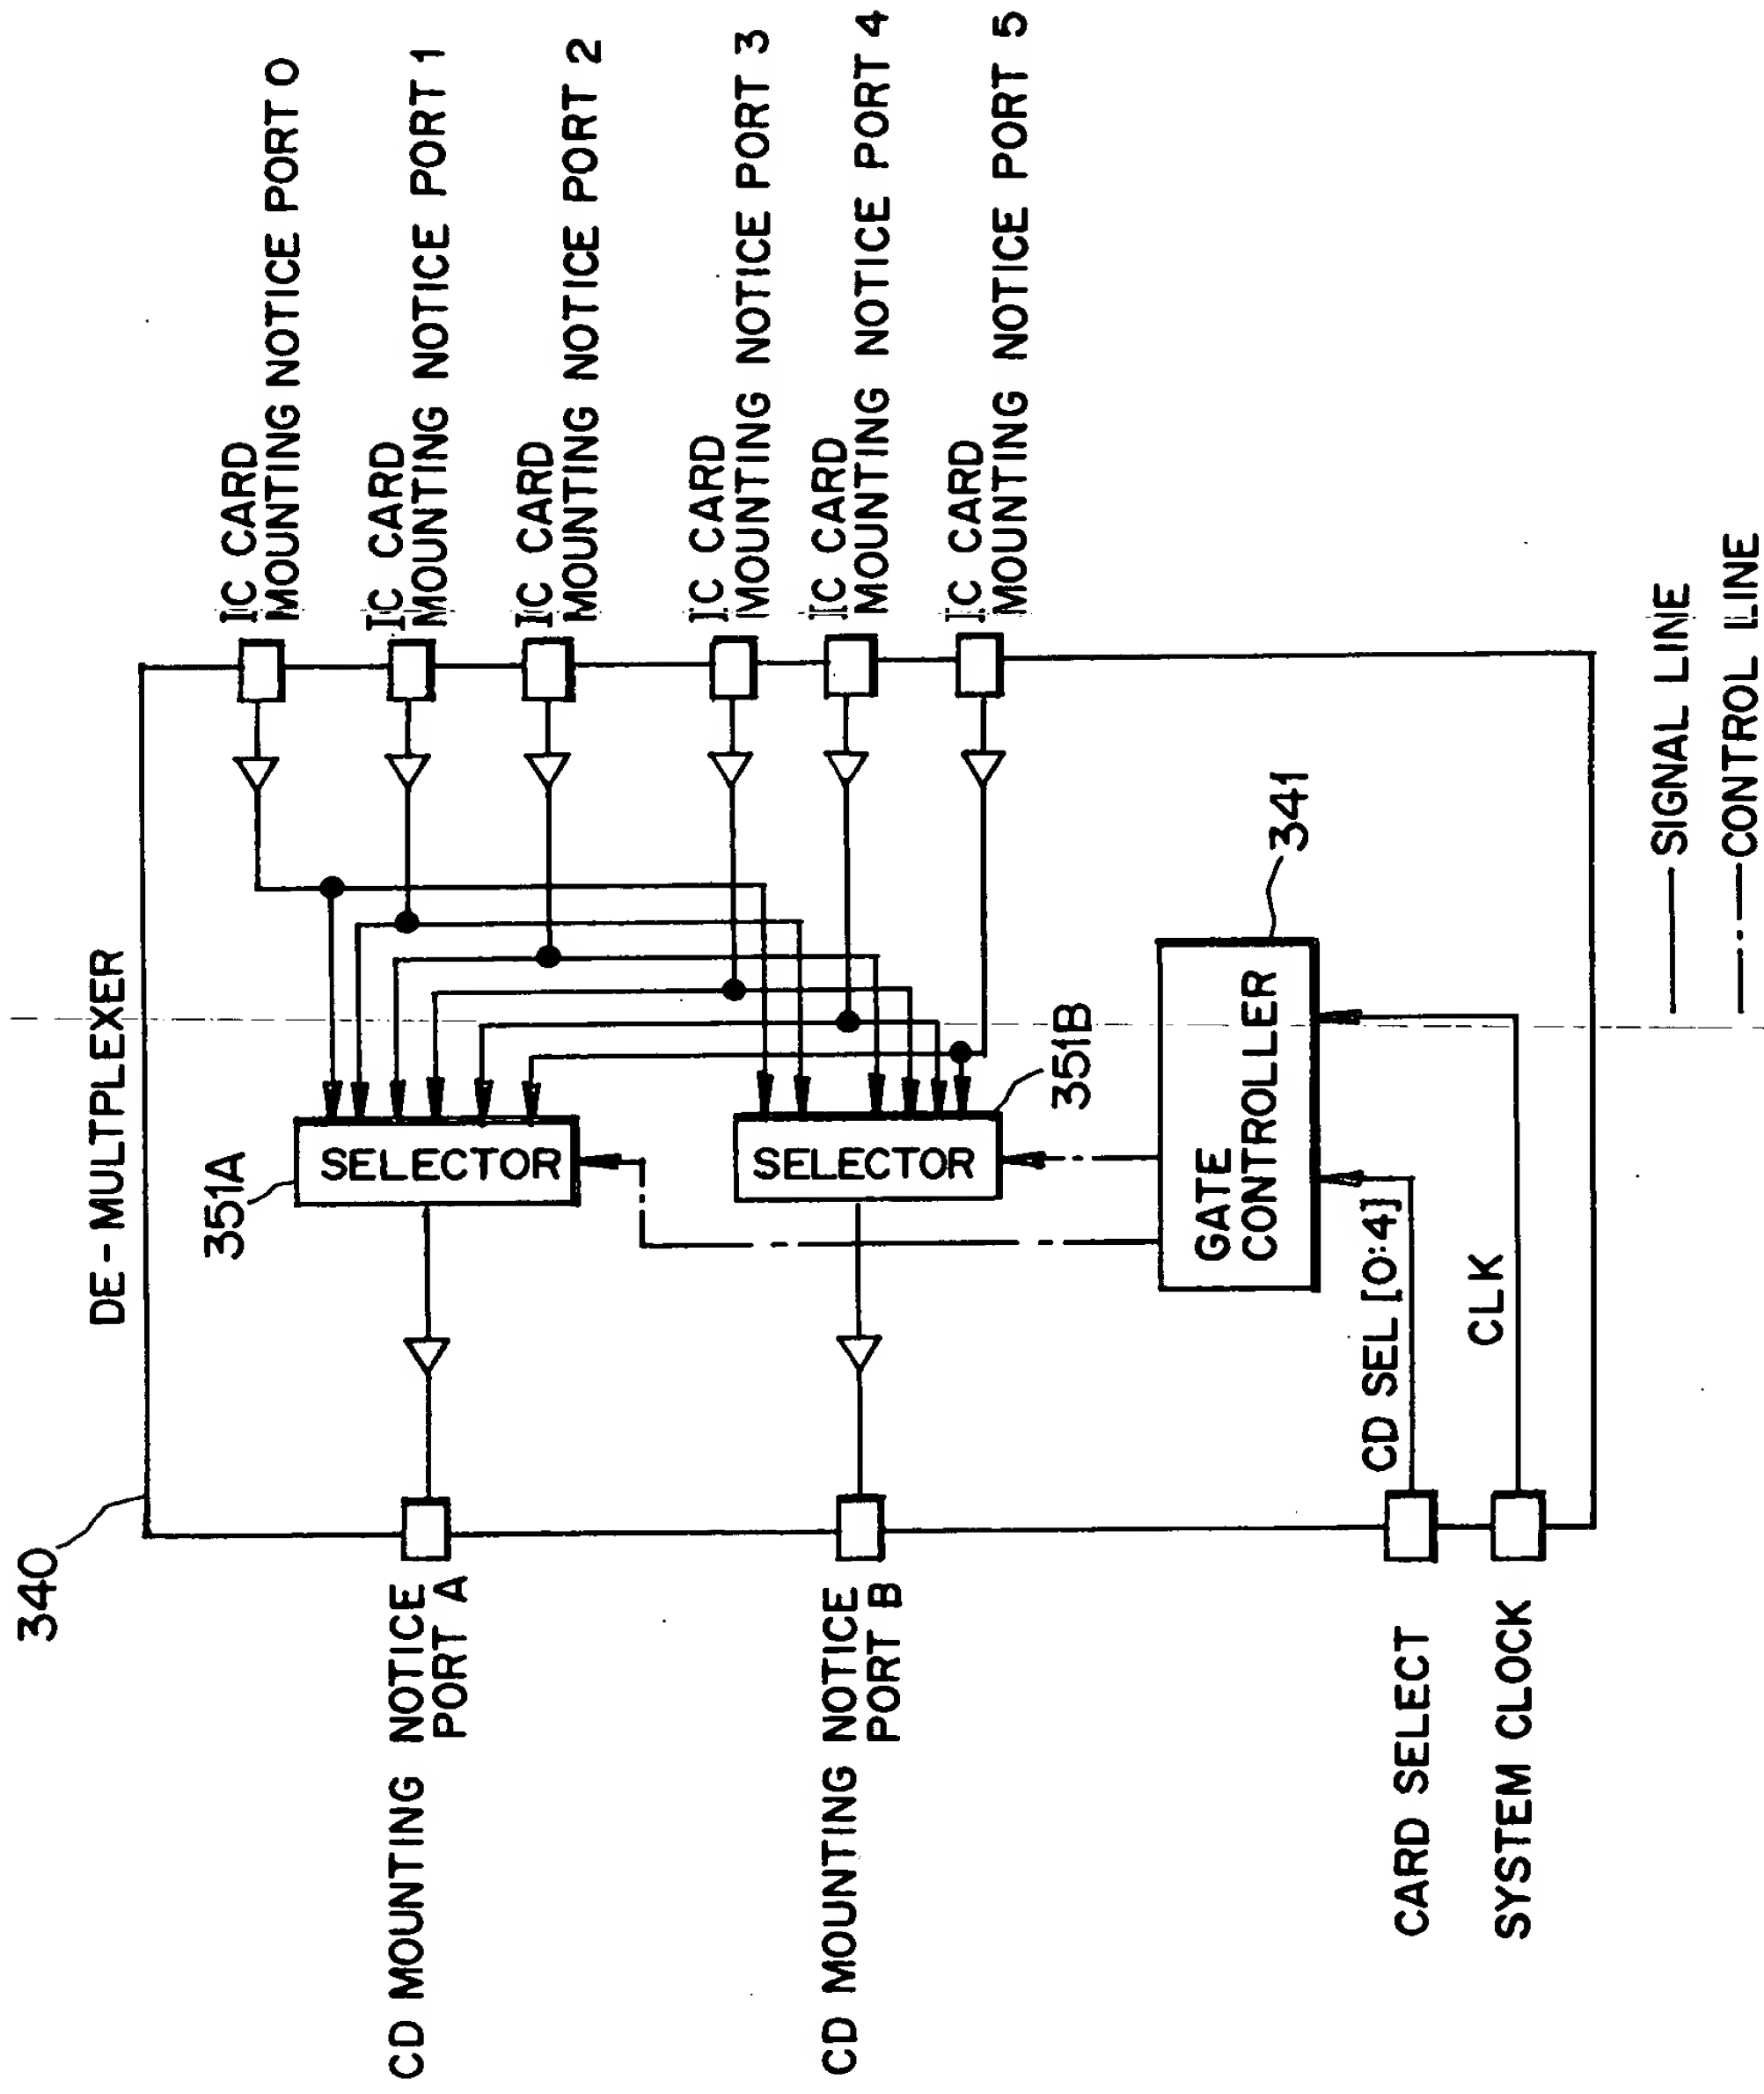 340
DE-MULTPLEXER
CD MOUNTING NOTICE
PORT A
CD MOUNTING NOTICE
PORT B
CARD SELECT
SYSTEM CLOCK
351A
SELECTOR
351B
SELECTOR
CD SEL [0:4]
CLK
GATE
CONTROLLER
341
IC CARD
MOUNTING NOTICE PORT 0
IC CARD
MOUNTING NOTICE PORT 1
IC CARD
MOUNTING NOTICE PORT 2
IC CARD
MOUNTING NOTICE PORT 3
IC CARD
MOUNTING NOTICE PORT 4
IC CARD
MOUNTING NOTICE PORT 5
SIGNAL LINE
CONTROL LINE